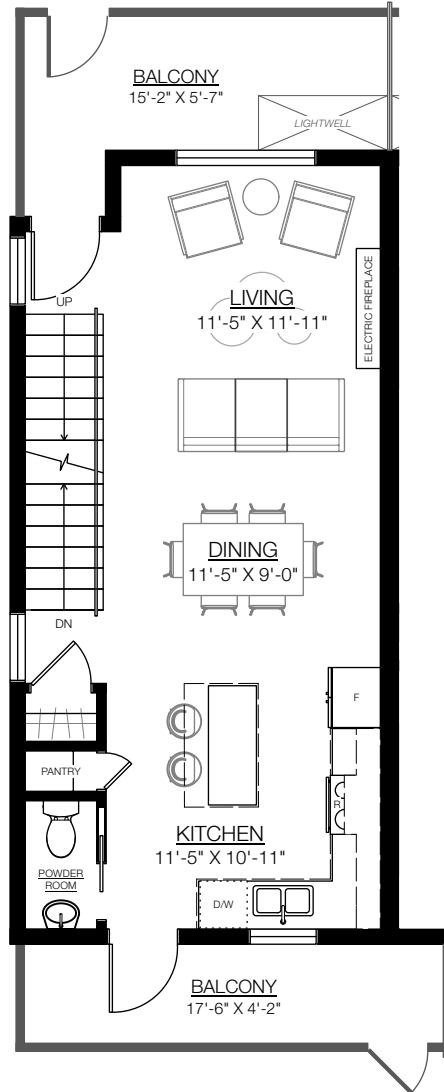 BALCONY
15'-2" X 5'-7"
LIGHTWELL
UP
LIVING
11'-5" X 11'-11"
ELECTRIC FIREPLACE
DINING
11'-5" X 9'-0"
DN
F
PANTRY
R
KITCHEN
11'-5" X 10'-11"
POWDER
ROOM
D/W
BALCONY
17'-6" X 4'-2"